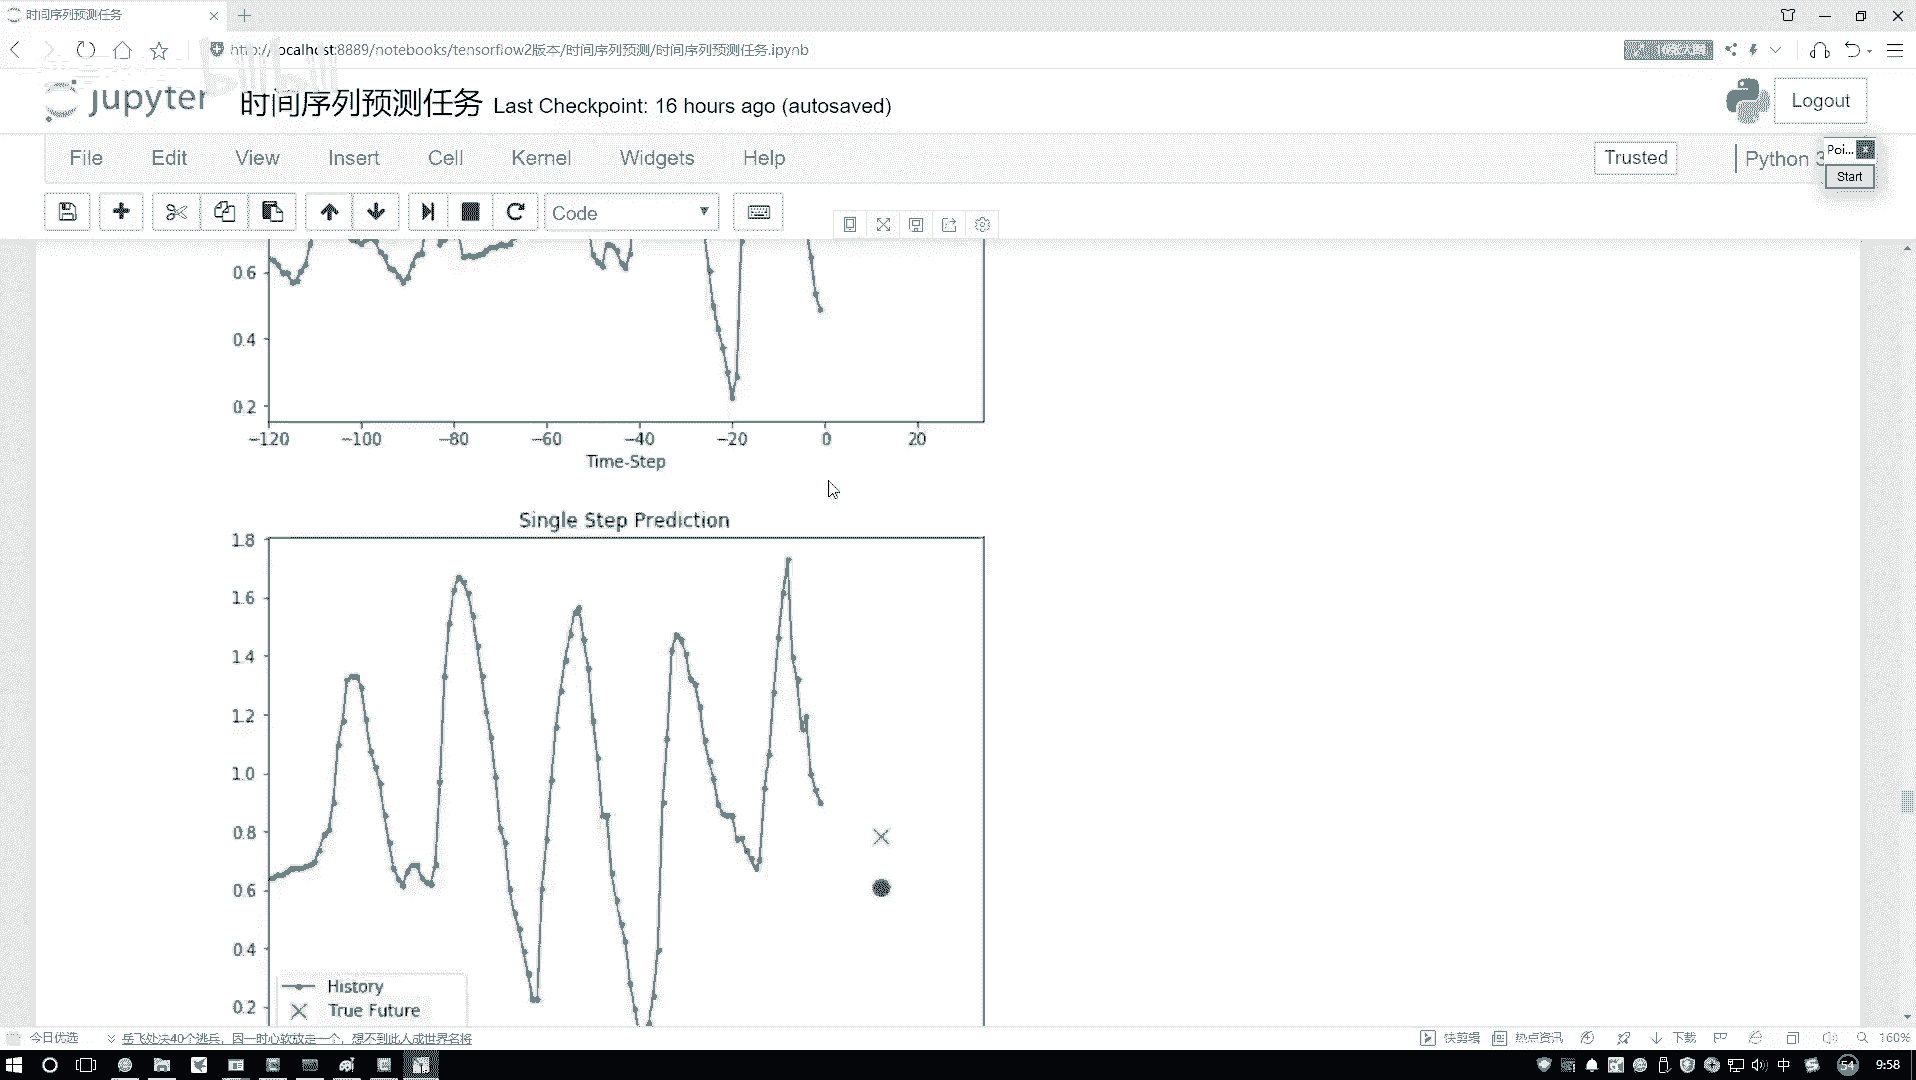 时间序列预测任务
http://localhost:8889/notebooks/tensorflow2版本/时间序列预测/时间序列预测任务.ipynb
bilibili
jupyter 时间序列预测任务 Last Checkpoint: 16 hours ago (autosaved)
Logout
File Edit View Insert Cell Kernel Widgets Help
Trusted
Python 3
Poi...
Start
Code
0.6
0.4
0.2
−120 −100 −80 −60 −40 −20 0 20
Time-Step
Single Step Prediction
1.8
1.6
1.4
1.2
1.0
0.8
0.6
0.4
0.2
History
True Future
今日优选
岳飞处决40个逃兵，因一时心软放走一个，想不到此人成世界名将
快剪辑
热点资讯
下载
160%
中
54
9:58